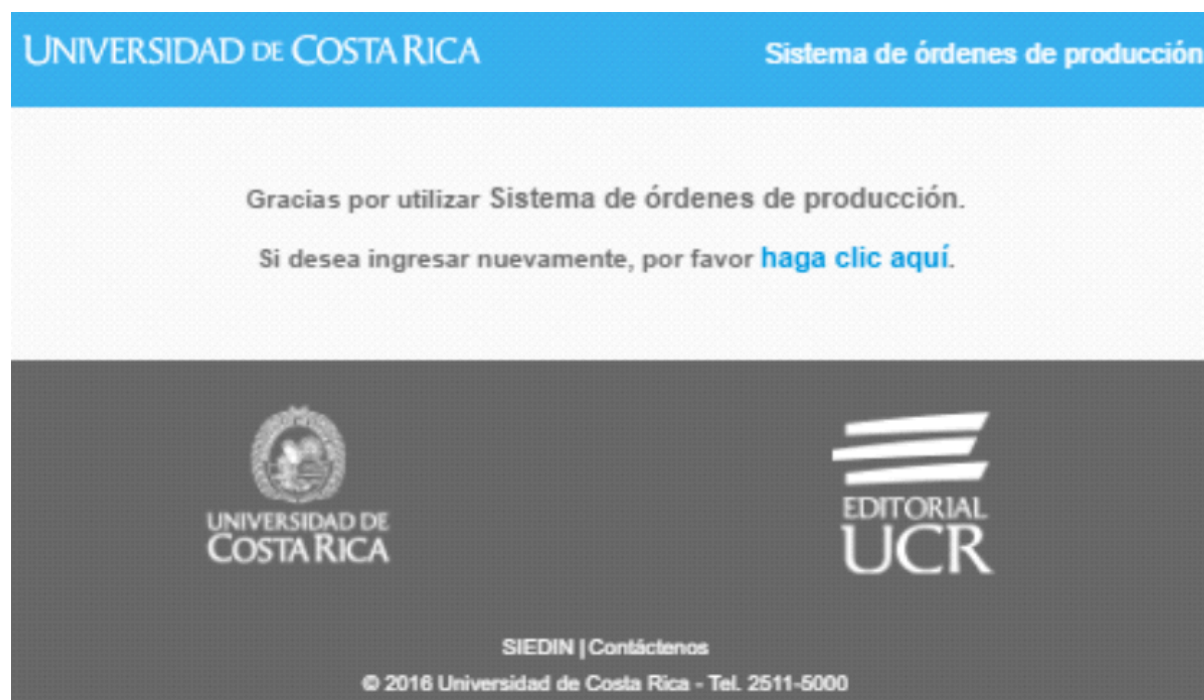 UNIVERSIDAD DE COSTA RICA
Sistema de órdenes de producción
Gracias por utilizar Sistema de órdenes de producción.
Si desea ingresar nuevamente, por favor haga clic aquí.
UNIVERSIDAD DE
COSTA RICA
EDITORIAL
UCR
SIEDIN | Contáctenos
© 2016 Universidad de Costa Rica - Tel. 2511-5000